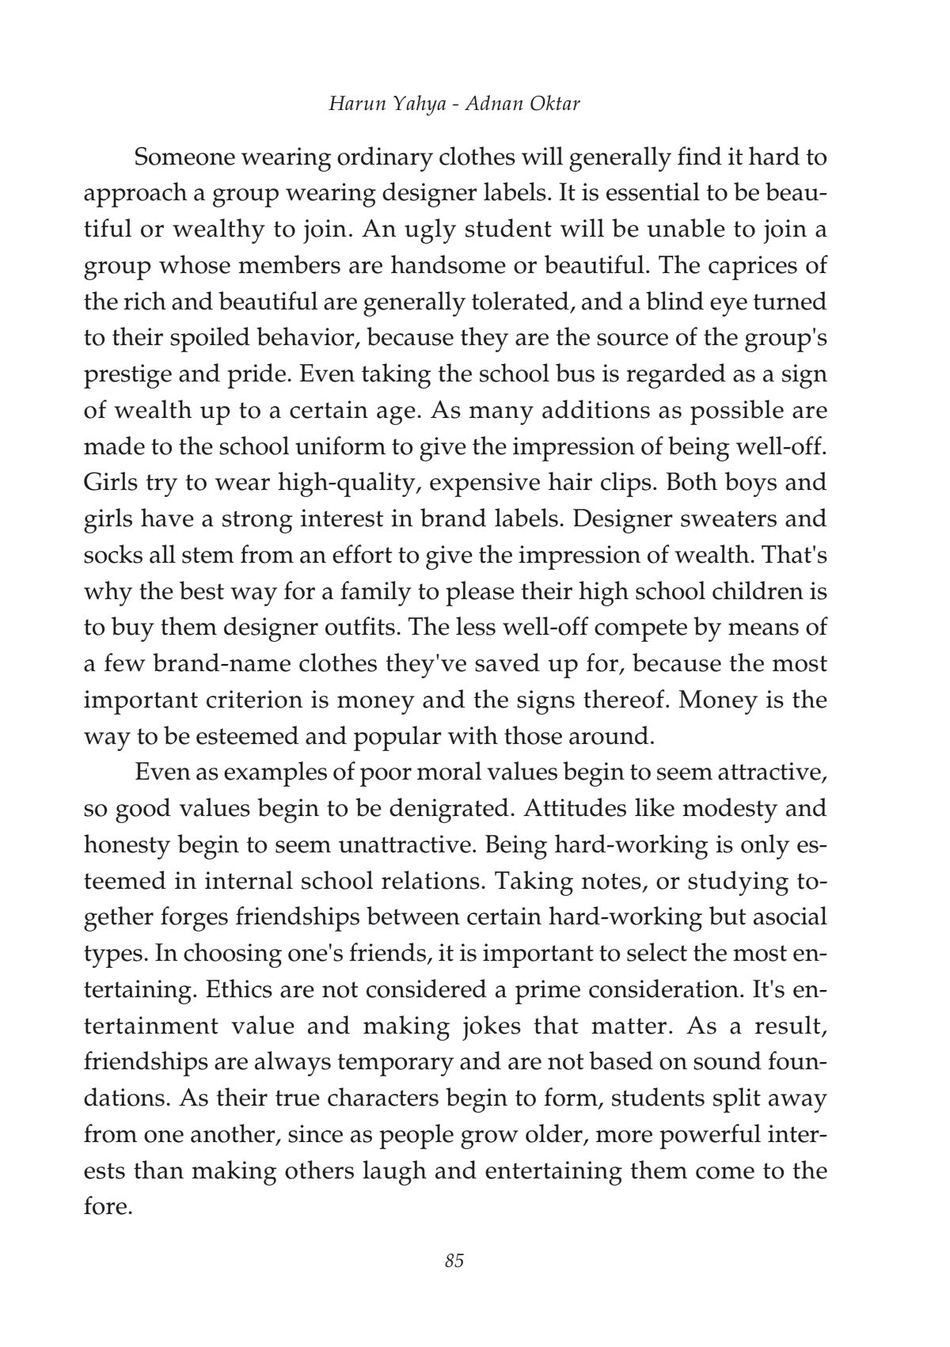 Harun Yahya - Adnan Oktar
Someone wearing ordinary clothes will generally find it hard to
approach a group wearing designer labels. It is essential to be beau-
tiful or wealthy to join. An ugly student will be unable to join a
group whose members are handsome or beautiful. The caprices of
the rich and beautiful are generally tolerated, and a blind eye turned
to their spoiled behavior, because they are the source of the group's
prestige and pride. Even taking the school bus is regarded as a sign
of wealth up to a certain age. As many additions as possible are
made to the school uniform to give the impression of being well-off.
Girls try to wear high-quality, expensive hair clips. Both boys and
girls have a strong interest in brand labels. Designer sweaters and
socks all stem from an effort to give the impression of wealth. That's
why the best way for a family to please their high school children is
to buy them designer outfits. The less well-off compete by means of
a few brand-name clothes they've saved up for, because the most
important criterion is money and the signs thereof. Money is the
way to be esteemed and popular with those around.
Even as examples of poor moral values begin to seem attractive,
so good values begin to be denigrated. Attitudes like modesty and
honesty begin to seem unattractive. Being hard-working is only es-
teemed in internal school relations. Taking notes, or studying to-
gether forges friendships between certain hard-working but asocial
types. In choosing one's friends, it is important to select the most en-
tertaining. Ethics are not considered a prime consideration. It's en-
tertainment value and making jokes that matter. As a result,
friendships are always temporary and are not based on sound foun-
dations. As their true characters begin to form, students split away
from one another, since as people grow older, more powerful inter-
ests than making others laugh and entertaining them come to the
fore.
85